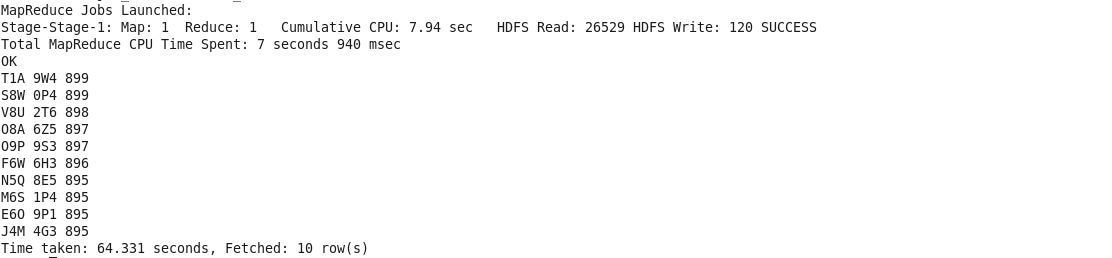 MapReduce Jobs Launched:
Stage-Stage-1: Map: 1  Reduce: 1   Cumulative CPU: 7.94 sec   HDFS Read: 26529 HDFS Write: 120 SUCCESS
Total MapReduce CPU Time Spent: 7 seconds 940 msec
OK
T1A 9W4 899
S8W 0P4 899
V8U 2T6 898
O8A 6Z5 897
O9P 9S3 897
F6W 6H3 896
N5Q 8E5 895
M6S 1P4 895
E6O 9P1 895
J4M 4G3 895
Time taken: 64.331 seconds, Fetched: 10 row(s)